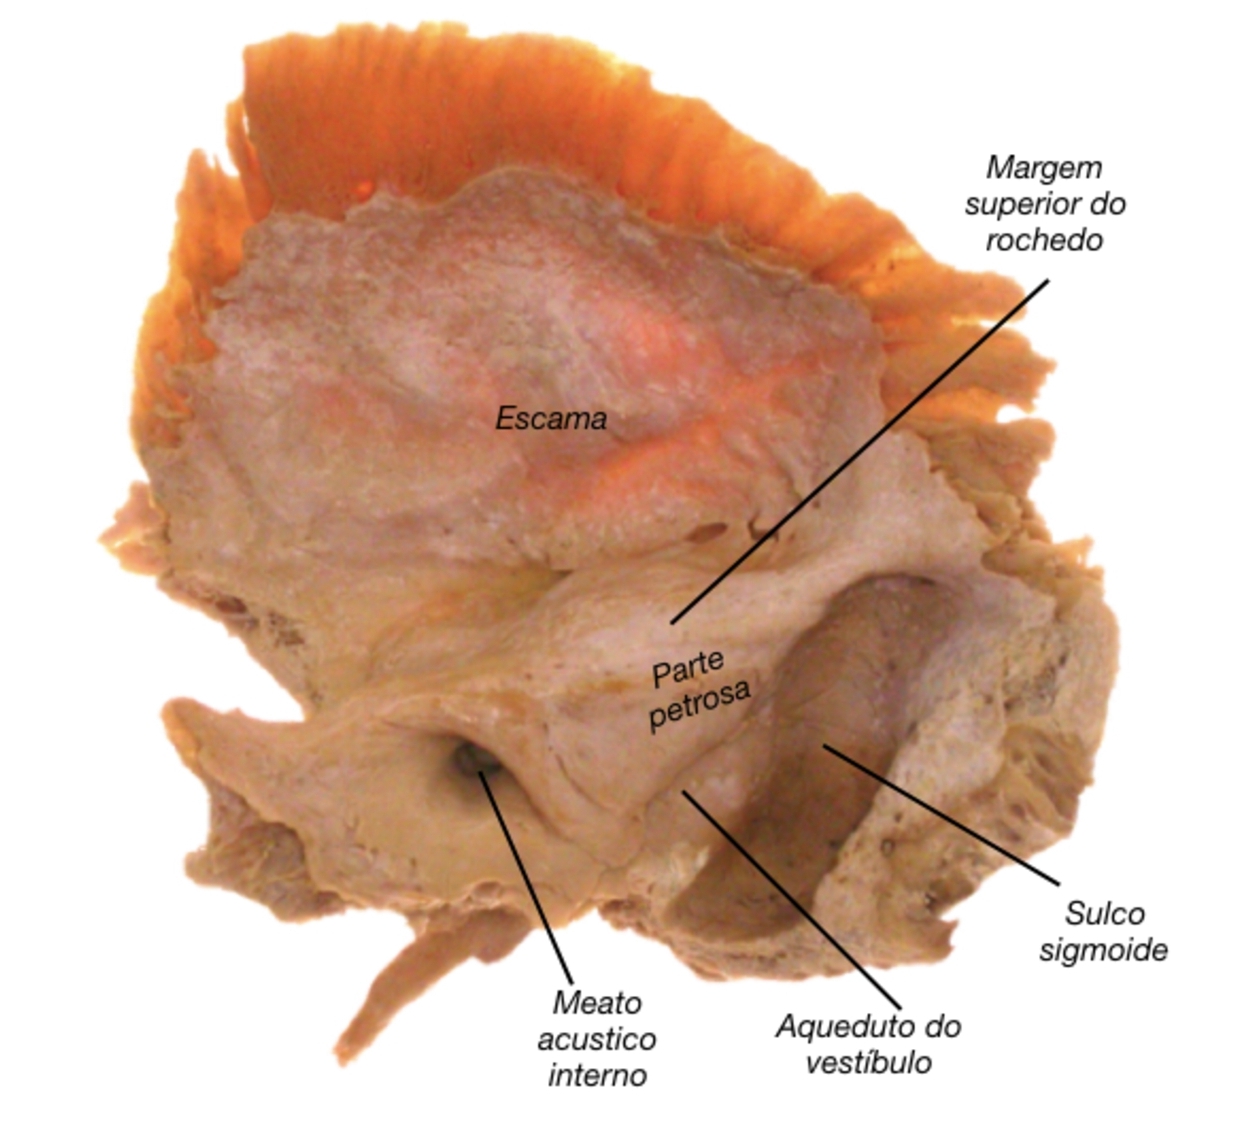 Margem
superior do
rochedo
Escama
Parte
petrosa
Sulco
sigmoide
Meato
acustico
interno
Aqueduto do
vestíbulo